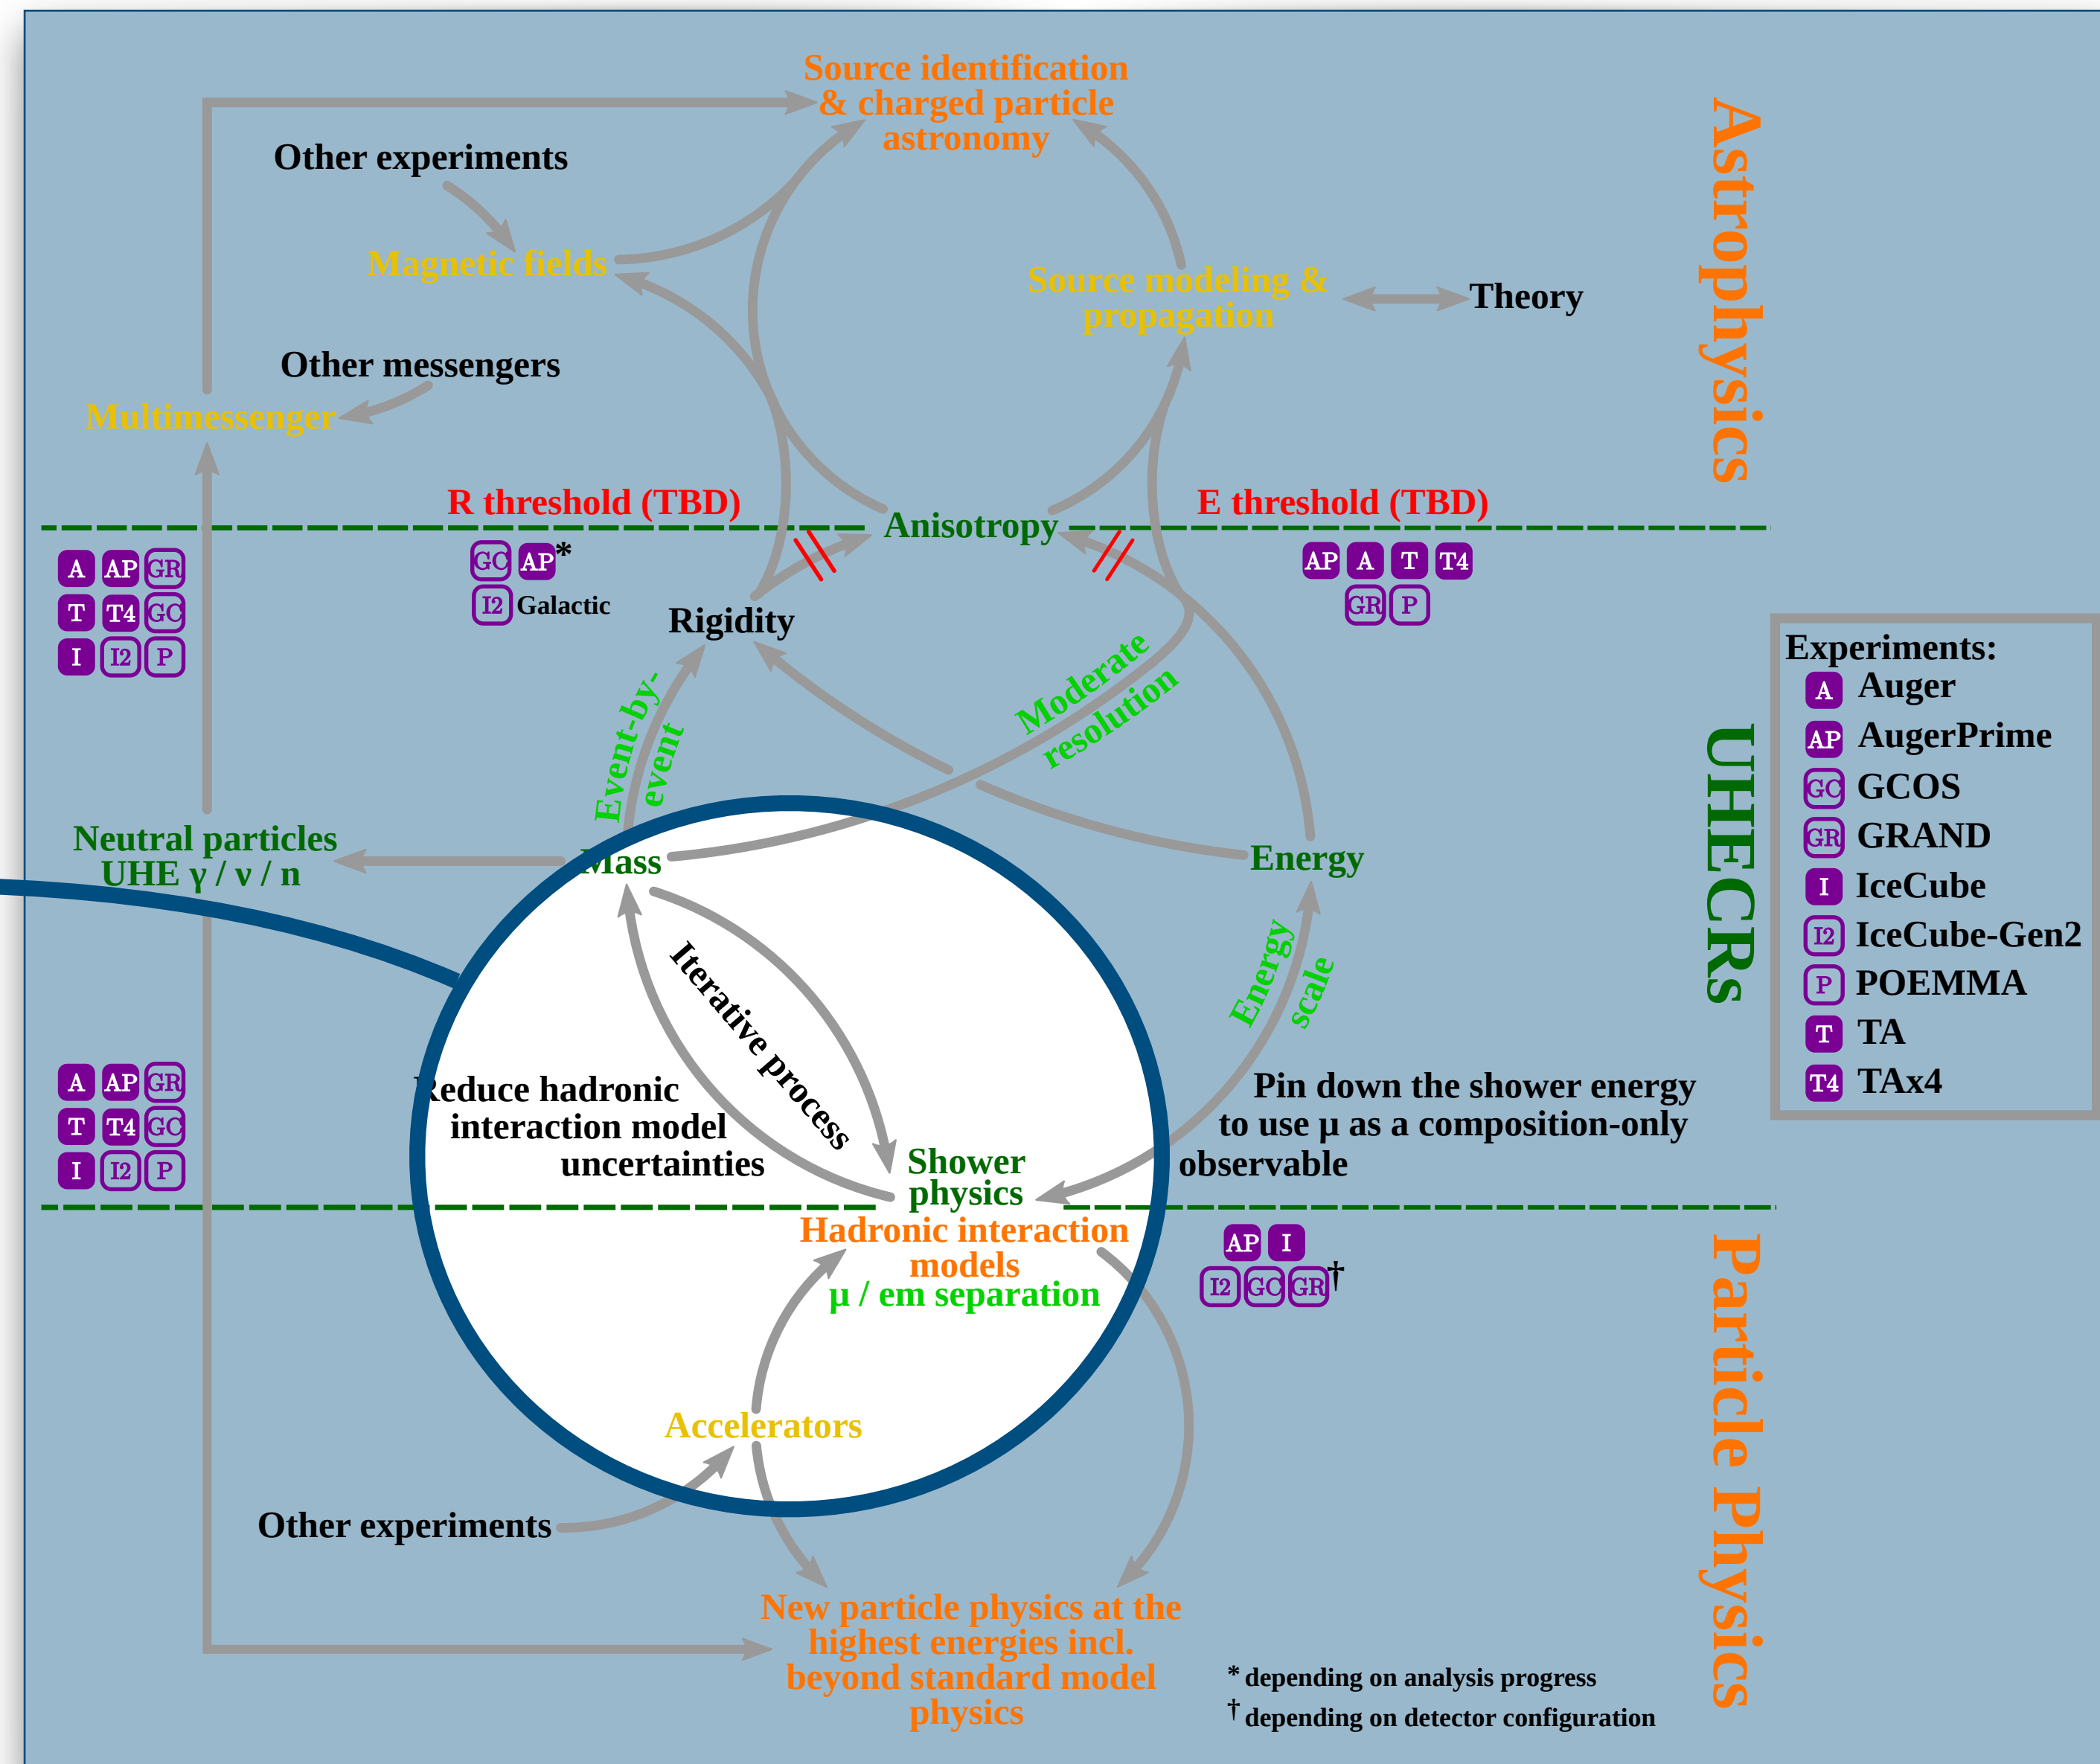 Source identification
& charged particle
astronomy
Other experiments
Magnetic fields
Source modeling &
propagation
Theory
Other messengers
Multimessenger
Astrophysics
R threshold (TBD)
E threshold (TBD)
Anisotropy
A AP GR
T T4 GC
I I2 P
GC AP*
I2 Galactic
AP A T T4
GR P
Rigidity
Event-by-
event
Moderate
resolution
Neutral particles
UHE γ / ν / n
Mass
Energy
Energy
scale
UHECRs
Experiments:
A Auger
AP AugerPrime
GC GCOS
GR GRAND
I IceCube
I2 IceCube-Gen2
P POEMMA
T TA
T4 TAx4
Iterative process
A AP GR
T T4 GC
I I2 P
Reduce hadronic
interaction model
uncertainties
Pin down the shower energy
to use μ as a composition-only
observable
Shower
physics
Hadronic interaction
models
μ / em separation
AP I
I2 GC GR†
Accelerators
Other experiments
Particle Physics
New particle physics at the
highest energies incl.
beyond standard model
physics
* depending on analysis progress
† depending on detector configuration